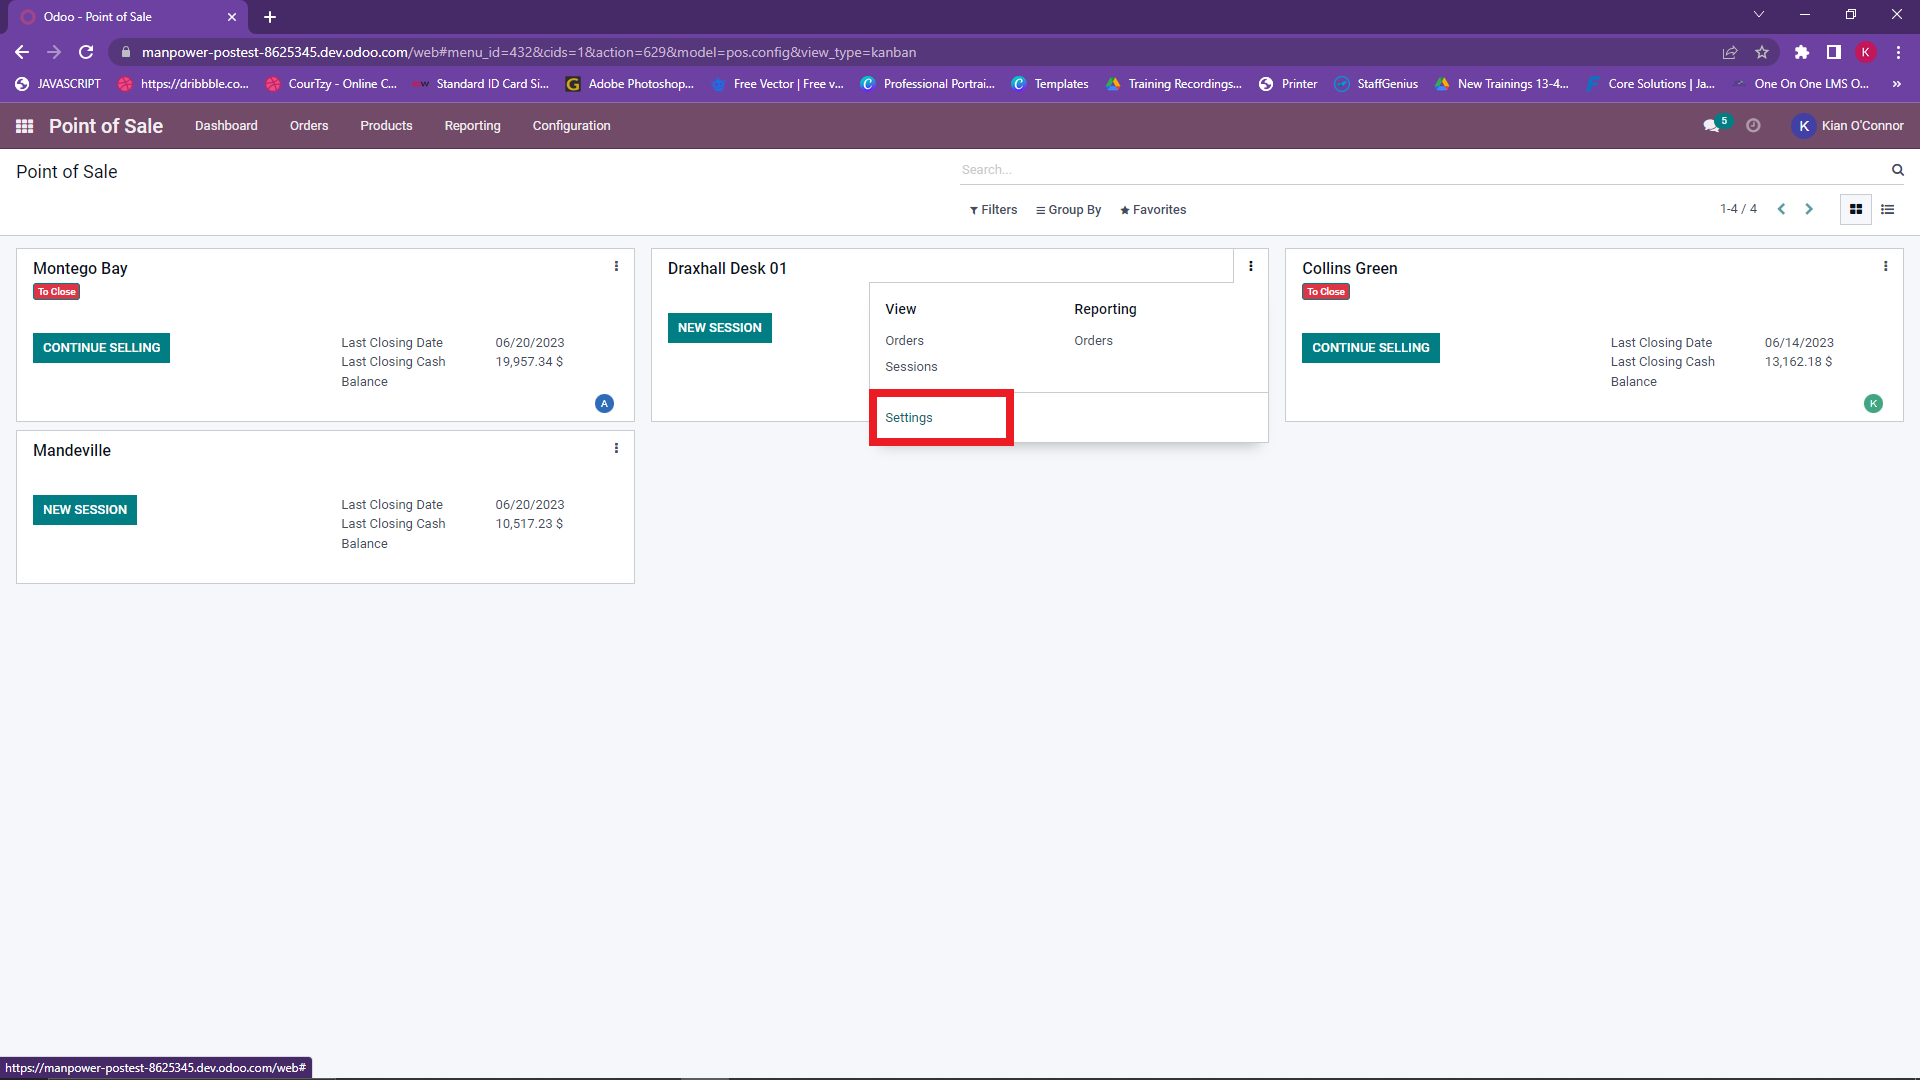 Odoo - Point of Sale
manpower-postest-8625345.dev.odoo.com/web#menu_id=432&cids=1&action=629&model=pos.config&view_type=kanban
K
JAVASCRIPT
https://dribbble.co...
CourTzy - Online C...
Standard ID Card Si...
Adobe Photoshop...
Free Vector | Free v...
Professional Portrai...
Templates
Training Recordings...
Printer
StaffGenius
New Trainings 13-4...
Core Solutions | Ja...
One On One LMS O...
»
Point of Sale
Dashboard
Orders
Products
Reporting
Configuration
5
K
Kian O'Connor
Point of Sale
Search...
Filters
Group By
Favorites
1-4 / 4
Montego Bay
To Close
CONTINUE SELLING
Last Closing Date 06/20/2023
Last Closing Cash 19,957.34 $
Balance
A
Draxhall Desk 01
NEW SESSION
View
Orders
Sessions
Reporting
Orders
Settings
Collins Green
To Close
CONTINUE SELLING
Last Closing Date 06/14/2023
Last Closing Cash 13,162.18 $
Balance
K
Mandeville
NEW SESSION
Last Closing Date 06/20/2023
Last Closing Cash 10,517.23 $
Balance
https://manpower-postest-8625345.dev.odoo.com/web#